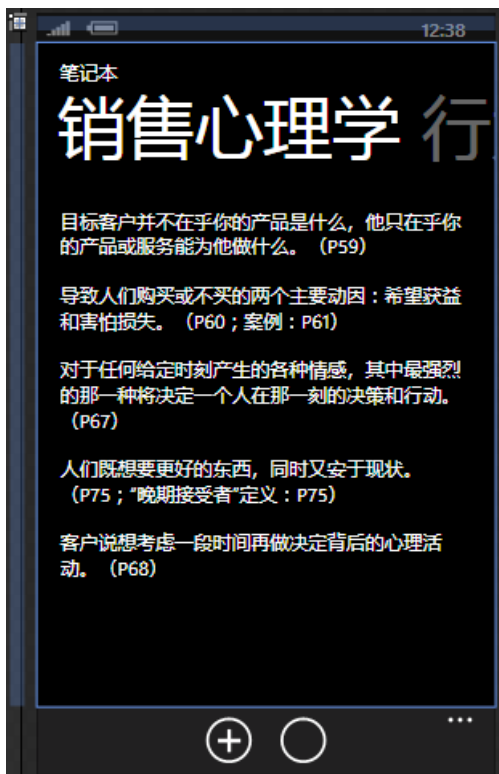 12:38
笔记本
销售心理学 行
目标客户并不在乎你的产品是什么，他只在乎你
的产品或服务能为他做什么。（P59）
导致人们购买或不买的两个主要动因：希望获益
和害怕损失。（P60；案例：P61）
对于任何给定时刻产生的各种情感，其中最强烈
的那一种将决定一个人在那一刻的决策和行动。
（P67）
人们既想要更好的东西，同时又安于现状。
（P75；“晚期接受者”定义：P75）
客户说想考虑一段时间再做决定背后的心理活
动。（P68）